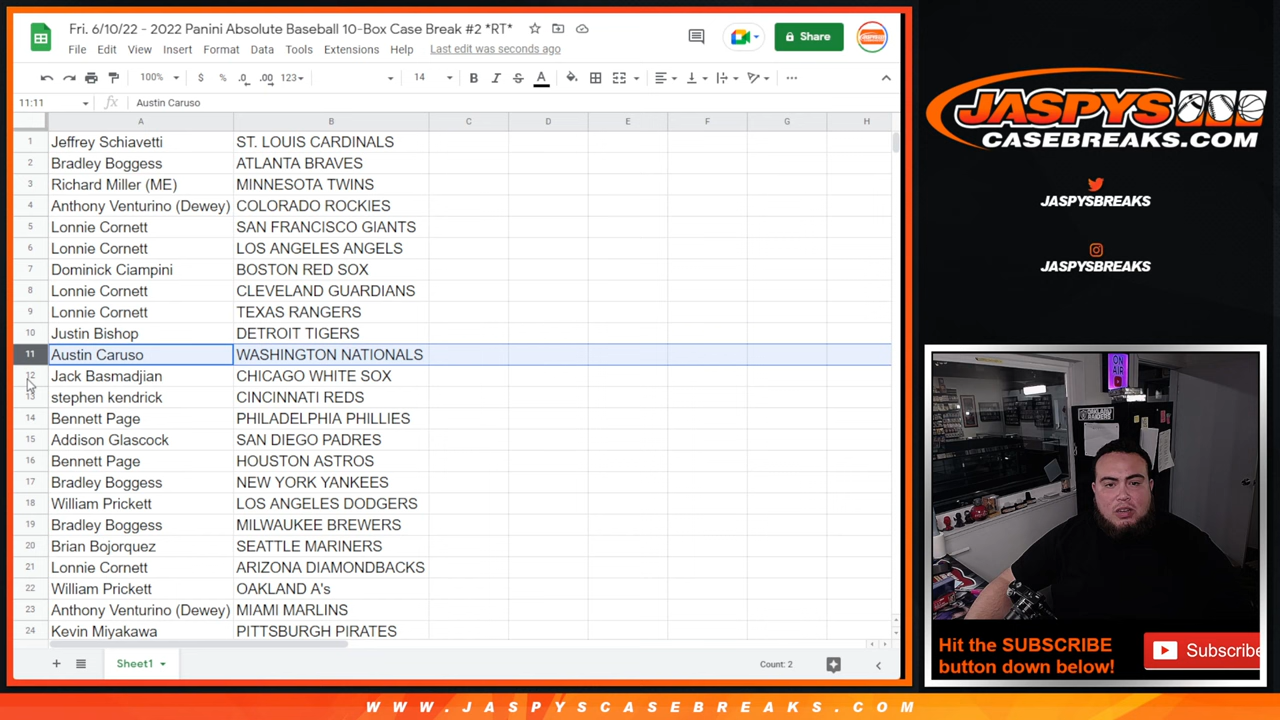 Fri. 6/10/22 - 2022 Panini Absolute Baseball 10-Box Case Break #2 *RT*
File Edit View Insert Format Data Tools Extensions Help Last edit was seconds ago
Share
100% $ % .0 .00 123 14 B I S A
11:11 fx Austin Caruso
A B C D E F G H
1 Jeffrey Schiavetti ST. LOUIS CARDINALS
2 Bradley Boggess ATLANTA BRAVES
3 Richard Miller (ME) MINNESOTA TWINS
4 Anthony Venturino (Dewey) COLORADO ROCKIES
5 Lonnie Cornett SAN FRANCISCO GIANTS
6 Lonnie Cornett LOS ANGELES ANGELS
7 Dominick Ciampini BOSTON RED SOX
8 Lonnie Cornett CLEVELAND GUARDIANS
9 Lonnie Cornett TEXAS RANGERS
10 Justin Bishop DETROIT TIGERS
11 Austin Caruso WASHINGTON NATIONALS
12 Jack Basmadjian CHICAGO WHITE SOX
13 stephen kendrick CINCINNATI REDS
14 Bennett Page PHILADELPHIA PHILLIES
15 Addison Glascock SAN DIEGO PADRES
16 Bennett Page HOUSTON ASTROS
17 Bradley Boggess NEW YORK YANKEES
18 William Prickett LOS ANGELES DODGERS
19 Bradley Boggess MILWAUKEE BREWERS
20 Brian Bojorquez SEATTLE MARINERS
21 Lonnie Cornett ARIZONA DIAMONDBACKS
22 William Prickett OAKLAND A's
23 Anthony Venturino (Dewey) MIAMI MARLINS
24 Kevin Miyakawa PITTSBURGH PIRATES
Sheet1
Count: 2
JASPYS
CASEBREAKS.COM
JASPYSBREAKS
JASPYSBREAKS
ON
AIR
Hit the SUBSCRIBE
button down below!
Subscribe
WWW.JASPYSCASEBREAKS.COM